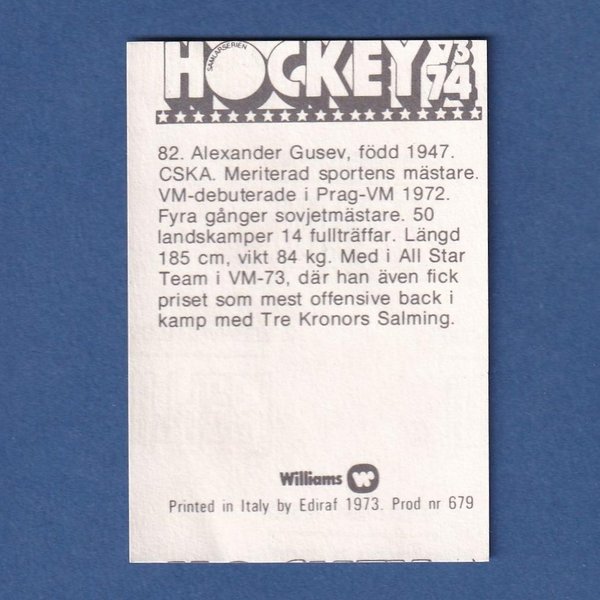 SAMLARSERIEN
HOCKEY 73
74
82. Alexander Gusev, född 1947.
CSKA. Meriterad sportens mästare.
VM-debuterade i Prag-VM 1972.
Fyra gånger sovjetmästare. 50
landskamper 14 fullträffar. Längd
185 cm, vikt 84 kg. Med i All Star
Team i VM-73, där han även fick
priset som mest offensive back i
kamp med Tre Kronors Salming.
Williams W
Printed in Italy by Ediraf 1973. Prod nr 679